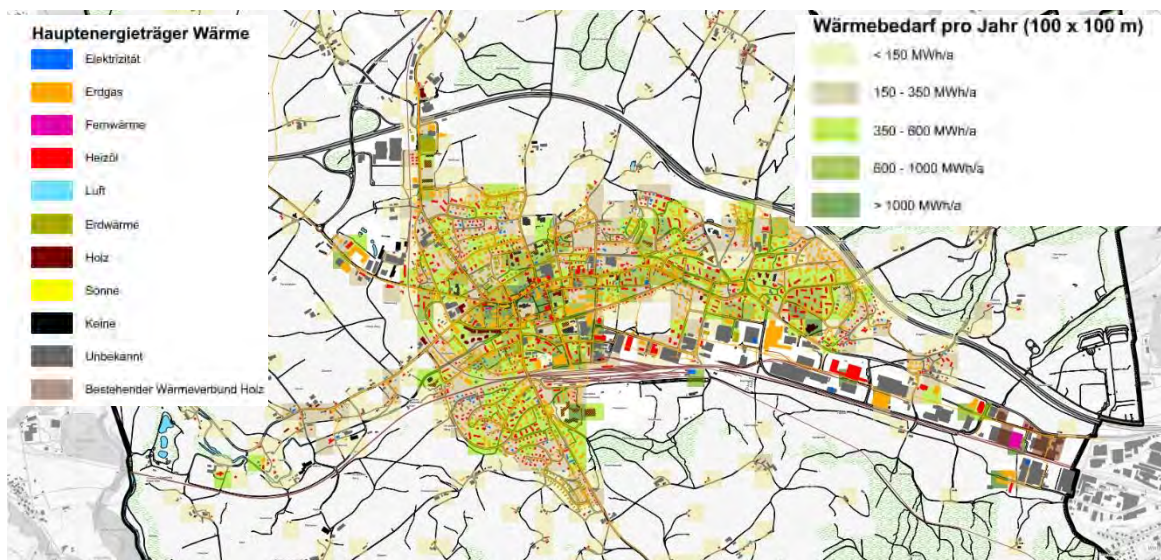 Hauptenergieträger Wärme
Elektrizität
Erdgas
Fernwärme
Heizöl
Luft
Erdwärme
Holz
Sonne
Keine
Unbekannt
Bestehender Wärmeverbund Holz
Wärmebedarf pro Jahr (100 x 100 m)
< 150 MWh/a
150 - 350 MWh/a
350 - 600 MWh/a
600 - 1000 MWh/a
> 1000 MWh/a